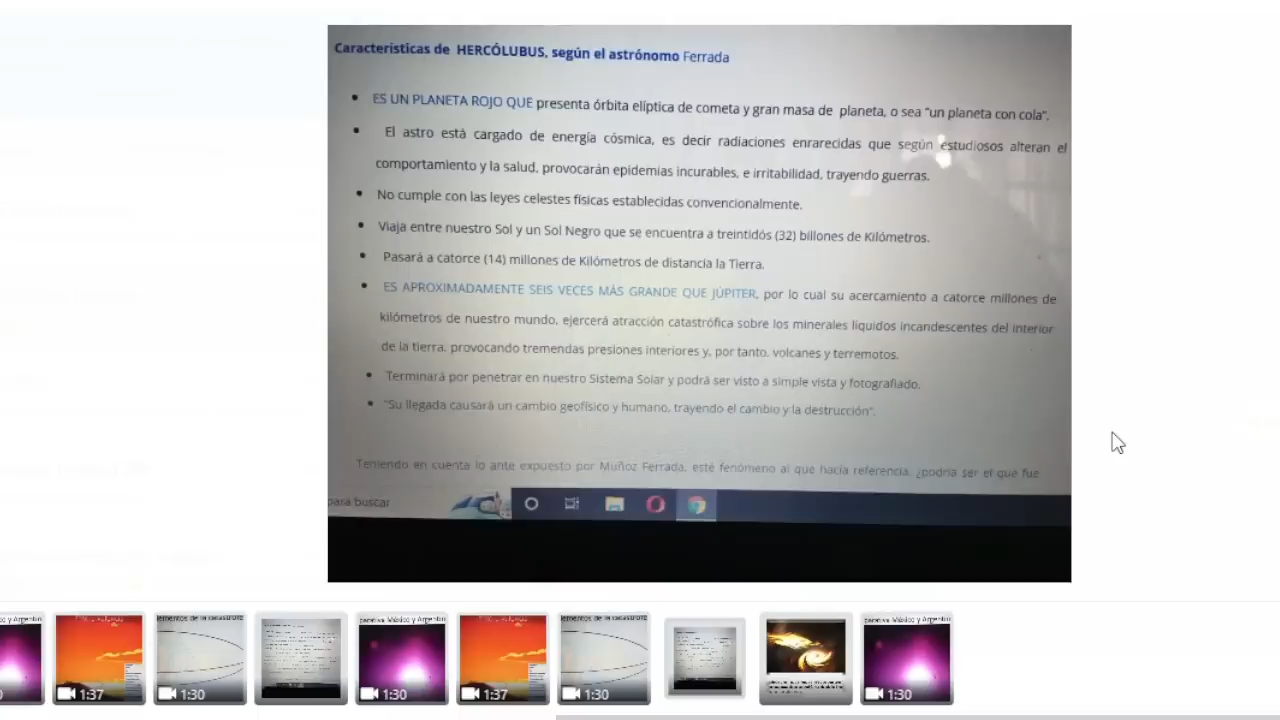 Características de HERCÓLUBUS, según el astrónomo Ferrada
• ES UN PLANETA ROJO QUE presenta órbita elíptica de cometa y gran masa de planeta, o sea “un planeta con cola”.
• El astro está cargado de energía cósmica, es decir radiaciones enrarecidas que según estudiosos alteran el
comportamiento y la salud, provocarán epidemias incurables, e irritabilidad, trayendo guerras.
• No cumple con las leyes celestes físicas establecidas convencionalmente.
• Viaja entre nuestro Sol y un Sol Negro que se encuentra a treintidós (32) billones de Kilómetros.
• Pasará a catorce (14) millones de Kilómetros de distancia la Tierra.
• ES APROXIMADAMENTE SEIS VECES MÁS GRANDE QUE JÚPITER, por lo cual su acercamiento a catorce millones de
kilómetros de nuestro mundo, ejercerá atracción catastrófica sobre los minerales líquidos incandescentes del interior
de la tierra, provocando tremendas presiones interiores y, por tanto, volcanes y terremotos.
• Terminará por penetrar en nuestro Sistema Solar y podrá ser visto a simple vista y fotografiado.
• “Su llegada causará un cambio geofísico y humano, trayendo el cambio y la destrucción”.
Teniendo en cuenta lo ante expuesto por Muñoz Ferrada, esté fenómeno al que hacía referencia, ¿podría ser el que fue
para buscar
1:37
1:30
1:30
1:37
1:30
1:30